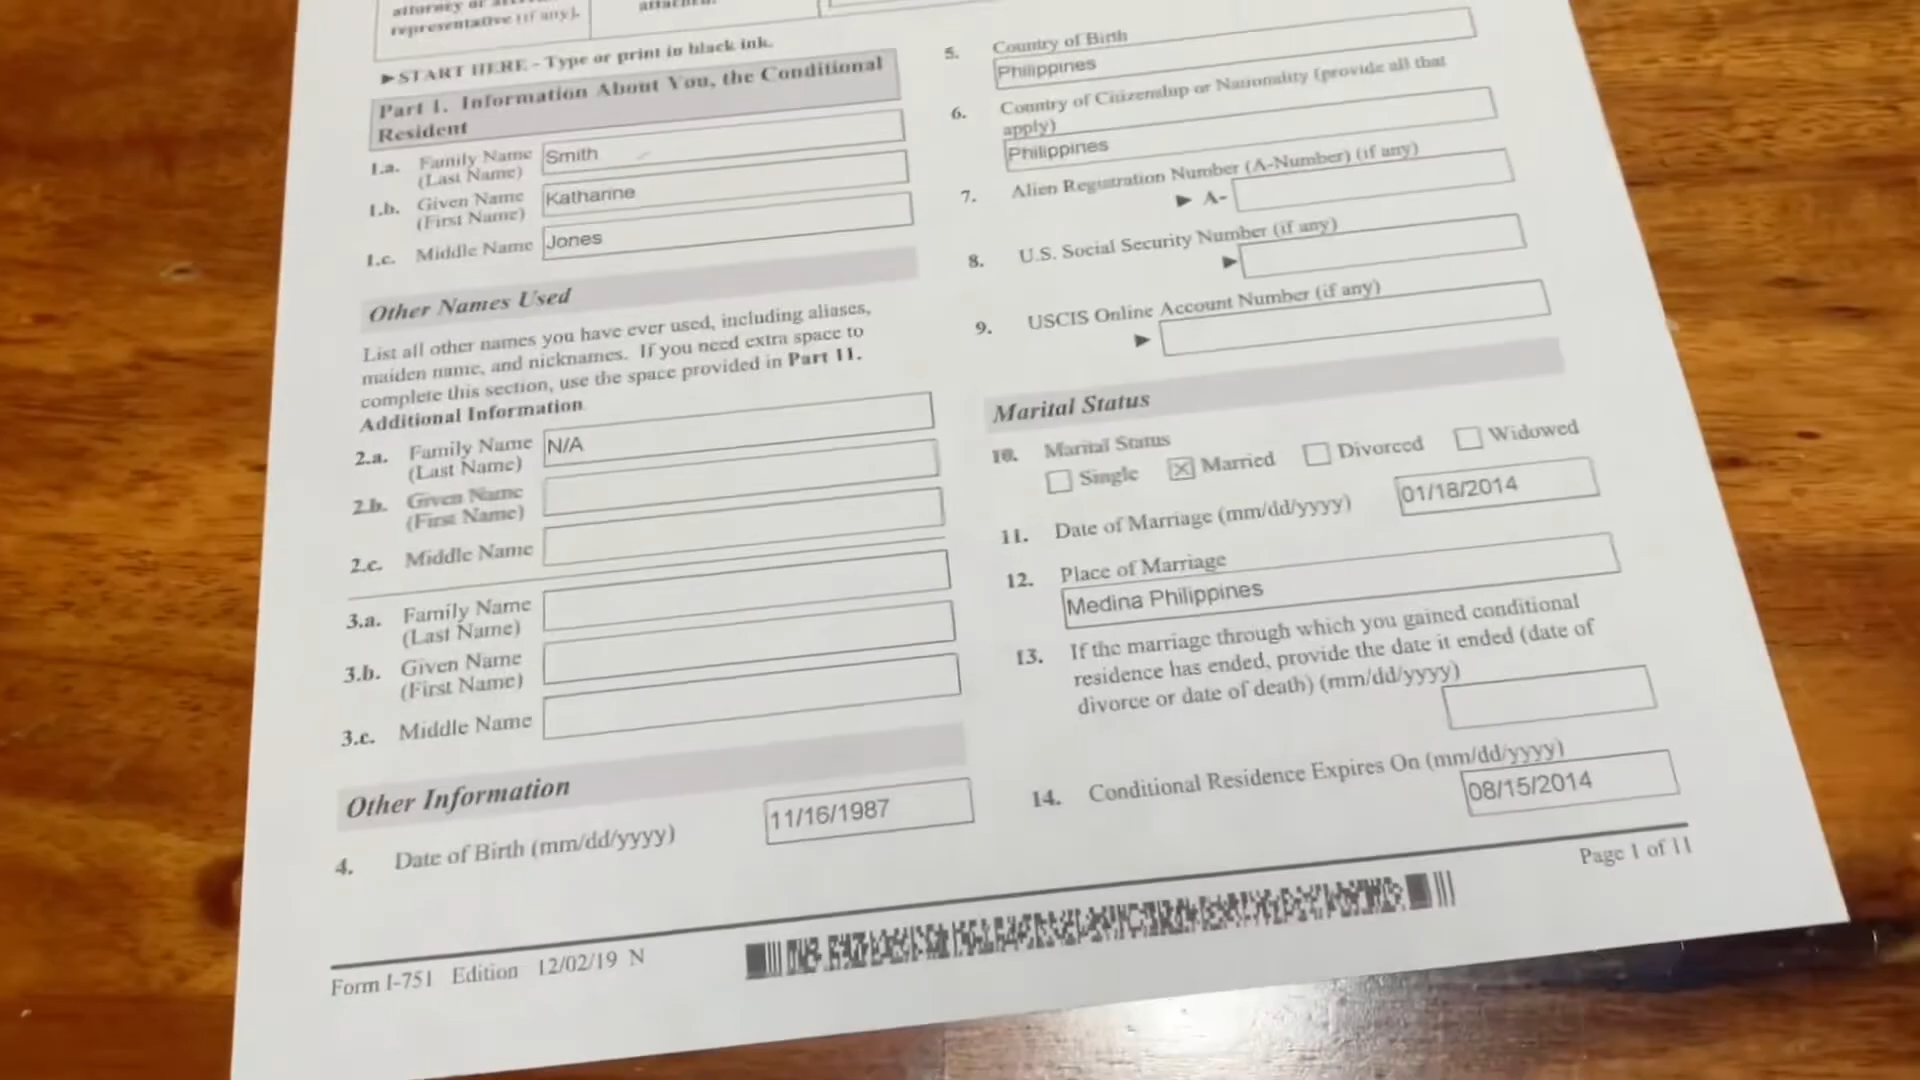 attorney or
representative (if any).
attached.
►START HERE - Type or print in black ink.
Part 1. Information About You, the Conditional
Resident
1.a. Family Name
(Last Name)
Smith
1.b. Given Name
(First Name)
Katharine
1.c. Middle Name
Jones
Other Names Used
List all other names you have ever used, including aliases,
maiden name, and nicknames. If you need extra space to
complete this section, use the space provided in Part 11.
Additional Information
2.a. Family Name
(Last Name)
N/A
2.b. Given Name
(First Name)
2.c. Middle Name
3.a. Family Name
(Last Name)
3.b. Given Name
(First Name)
3.c. Middle Name
Other Information
4. Date of Birth (mm/dd/yyyy)
11/16/1987
5. Country of Birth
Philippines
6. Country of Citizenship or Nationality (provide all that
apply)
Philippines
7. Alien Registration Number (A-Number) (if any)
► A-
8. U.S. Social Security Number (if any)
►
9. USCIS Online Account Number (if any)
►
Marital Status
10. Marital Status
Single Married Divorced Widowed
11. Date of Marriage (mm/dd/yyyy)
01/18/2014
12. Place of Marriage
Medina Philippines
13. If the marriage through which you gained conditional
residence has ended, provide the date it ended (date of
divorce or date of death) (mm/dd/yyyy)
14. Conditional Residence Expires On (mm/dd/yyyy)
08/15/2014
Form I-751 Edition 12/02/19 N
Page 1 of 11